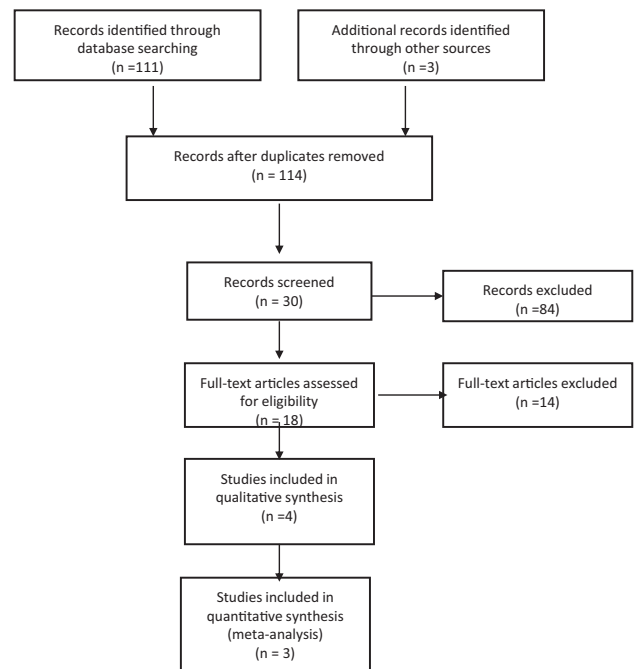 Records identified through
database searching
(n =111)
Additional records identified
through other sources
(n =3)
Records after duplicates removed
(n = 114)
Records screened
(n = 30)
Records excluded
(n =84)
Full-text articles assessed
for eligibility
(n = 18)
Full-text articles excluded
(n =14)
Studies included in
qualitative synthesis
(n =4)
Studies included in
quantitative synthesis
(meta-analysis)
(n = 3)